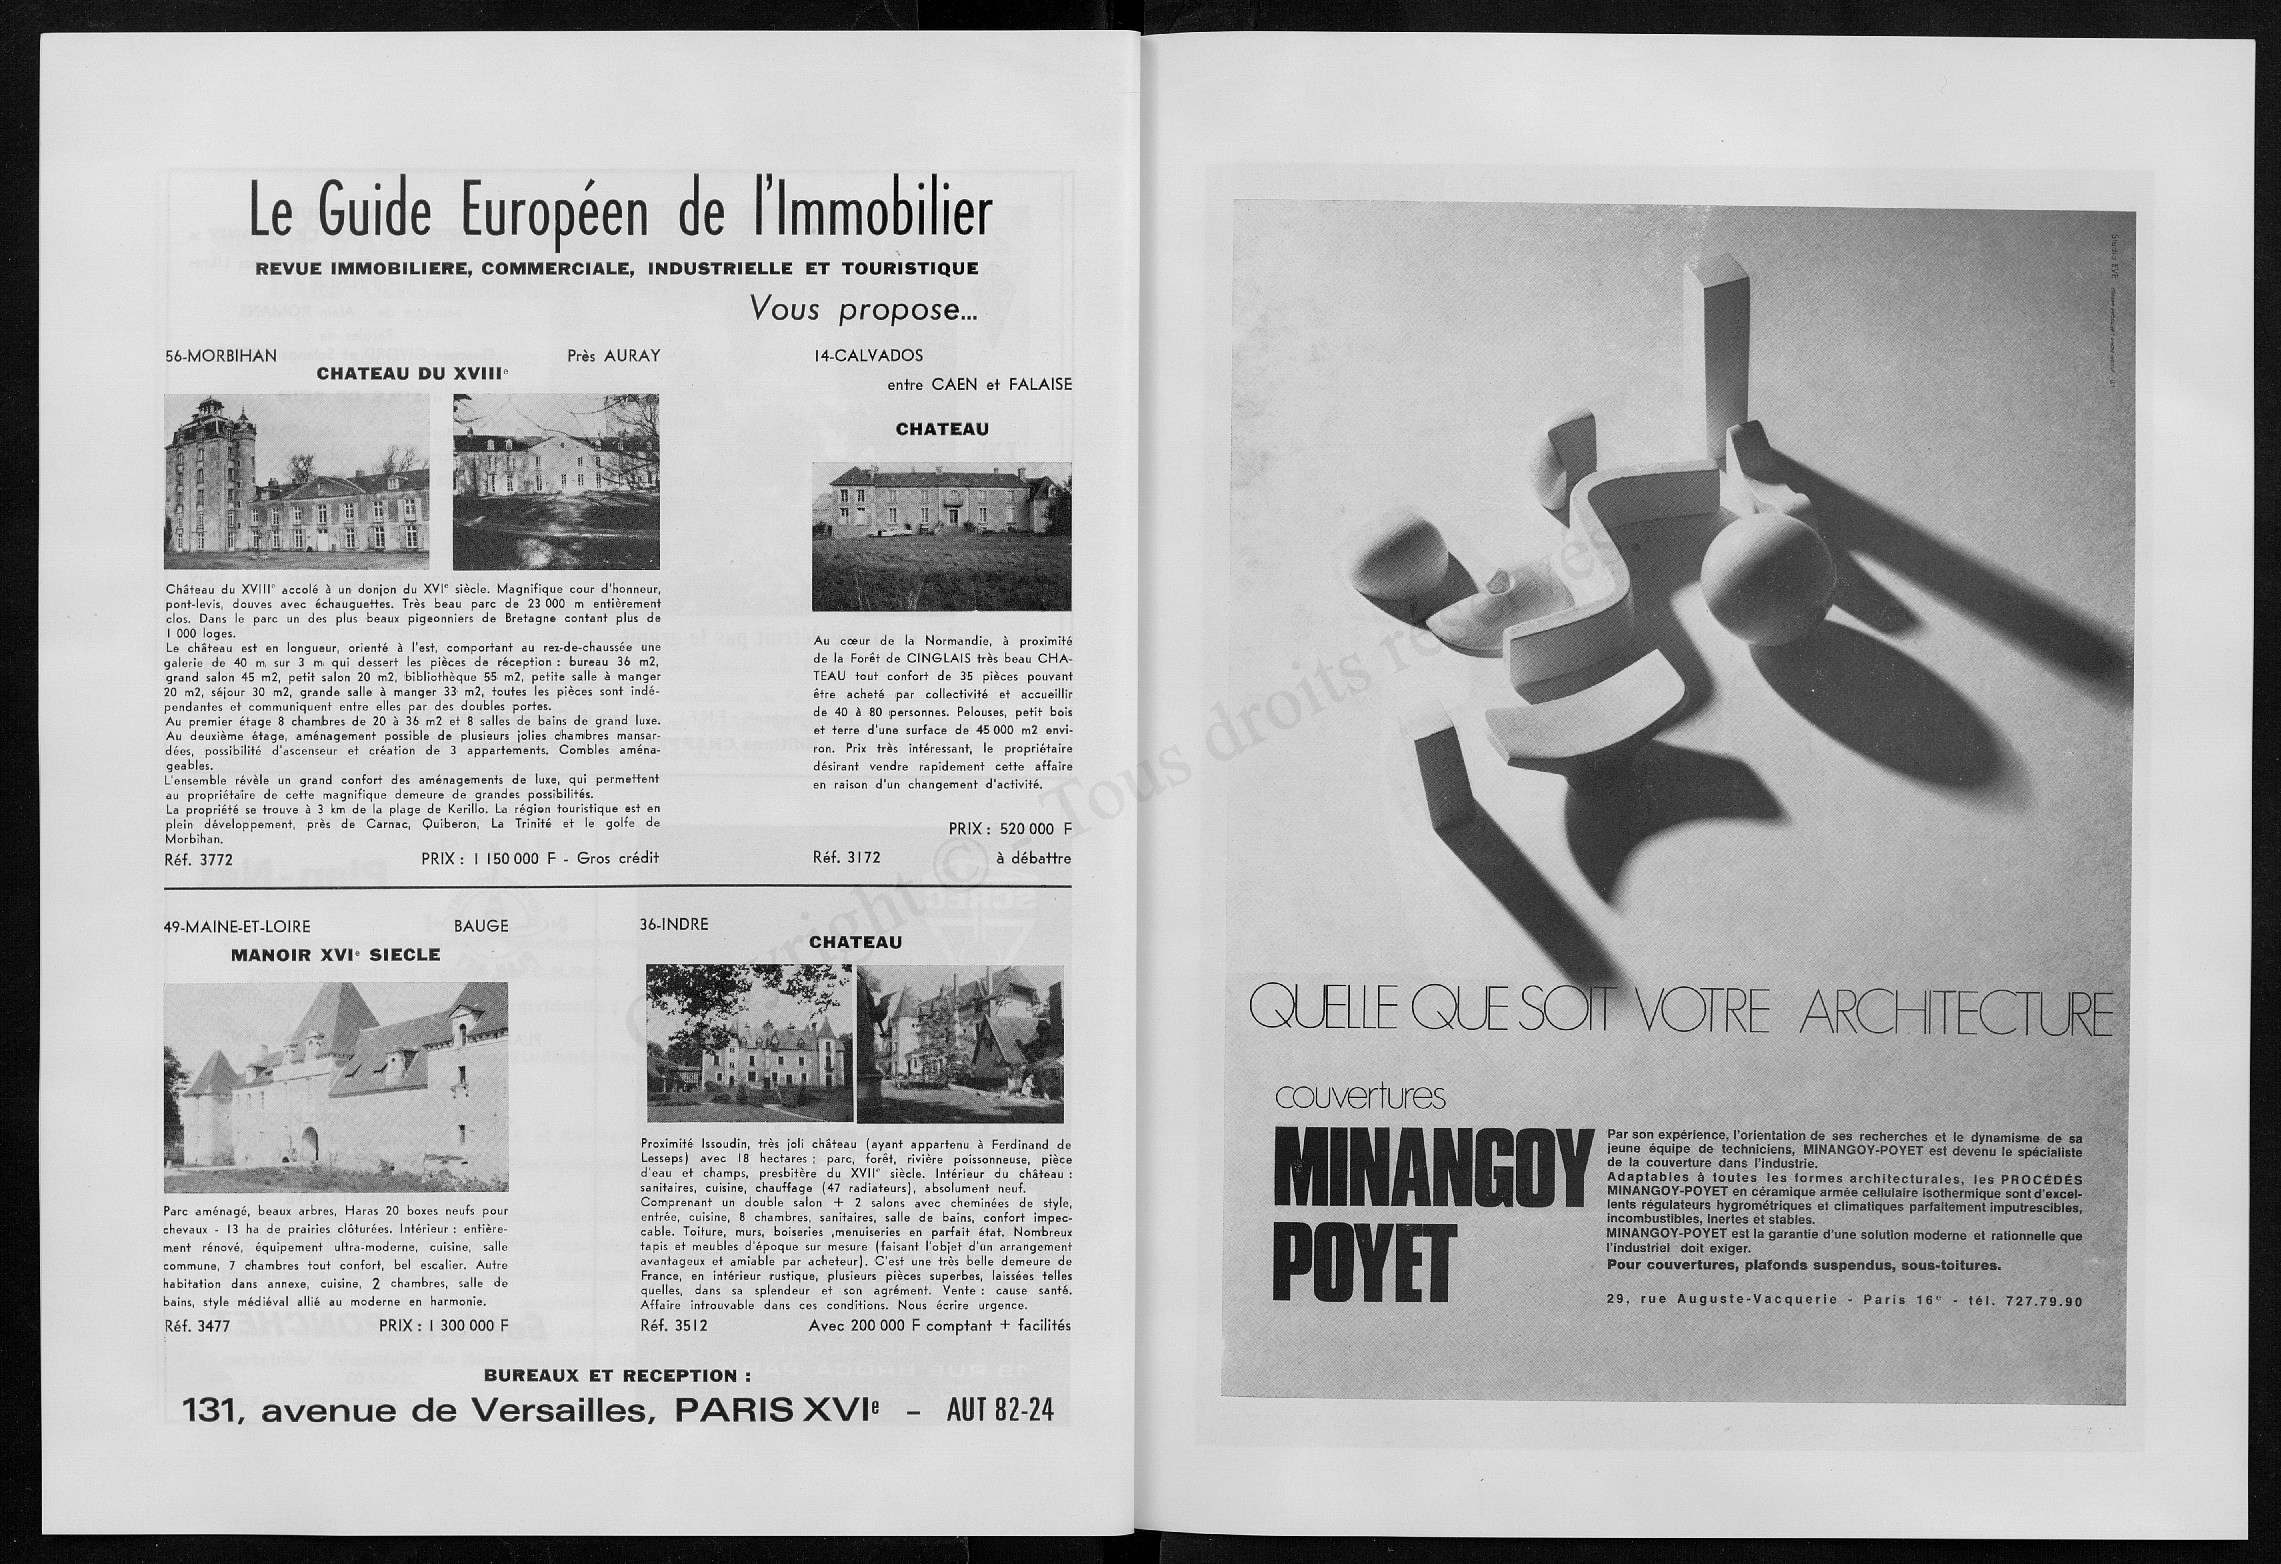 Le Guide Européen de l'Immobilier
REVUE IMMOBILIERE, COMMERCIALE, INDUSTRIELLE ET TOURISTIQUE
Vous propose...
56-MORBIHAN Près AURAY
CHATEAU DU XVIIIe
Château du XVIIIe accolé à un donjon du XVIe siècle. Magnifique cour d'honneur,
pont-levis, douves avec échauguettes. Très beau parc de 23 000 m entièrement
clos. Dans le parc un des plus beaux pigeonniers de Bretagne contant plus de
1 000 loges.
Le château est en longueur, orienté à l'est, comportant au rez-de-chaussée une
galerie de 40 m sur 3 m qui dessert les pièces de réception : bureau 36 m2,
grand salon 45 m2, petit salon 20 m2, bibliothèque 55 m2, petite salle à manger
20 m2, séjour 30 m2, grande salle à manger 33 m2, toutes les pièces sont indé-
pendantes et communiquent entre elles par des doubles portes.
Au premier étage 8 chambres de 20 à 36 m2 et 8 salles de bains de grand luxe.
Au deuxième étage, aménagement possible de plusieurs jolies chambres mansar-
dées, possibilité d'ascenseur et création de 3 appartements. Combles aména-
geables.
L'ensemble révèle un grand confort des aménagements de luxe, qui permettent
au propriétaire de cette magnifique demeure de grandes possibilités.
La propriété se trouve à 3 km de la plage de Kerillo. La région touristique est en
plein développement, près de Carnac, Quiberon, La Trinité et le golfe de
Morbihan.
Réf. 3772 PRIX : 1 150 000 F - Gros crédit
14-CALVADOS
entre CAEN et FALAISE
CHATEAU
Au cœur de la Normandie, à proximité
de la Forêt de CINGLAIS très beau CHA-
TEAU tout confort de 35 pièces pouvant
être acheté par collectivité et accueillir
de 40 à 80 personnes. Pelouses, petit bois
et terre d'une surface de 45 000 m2 envi-
ron. Prix très intéressant, le propriétaire
désirant vendre rapidement cette affaire
en raison d'un changement d'activité.
PRIX : 520 000 F
Réf. 3172 à débattre
49-MAINE-ET-LOIRE BAUGE
MANOIR XVIe SIECLE
Parc aménagé, beaux arbres, Haras 20 boxes neufs pour
chevaux - 13 ha de prairies clôturées. Intérieur : entière-
ment rénové, équipement ultra-moderne, cuisine, salle
commune, 7 chambres tout confort, bel escalier. Autre
habitation dans annexe, cuisine, 2 chambres, salle de
bains, style médiéval allié au moderne en harmonie.
Réf. 3477 PRIX : 1 300 000 F
36-INDRE
CHATEAU
Proximité Issoudin, très joli château (ayant appartenu à Ferdinand de
Lesseps) avec 18 hectares : parc, forêt, rivière poissonneuse, pièce
d'eau et champs, presbitère du XVIIe siècle. Intérieur du château :
sanitaires, cuisine, chauffage (47 radiateurs), absolument neuf.
Comprenant un double salon + 2 salons avec cheminées de style,
entrée, cuisine, 8 chambres, sanitaires, salle de bains, confort impec-
cable. Toiture, murs, boiseries ,menuiseries en parfait état. Nombreux
tapis et meubles d'époque sur mesure (faisant l'objet d'un arrangement
avantageux et amiable par acheteur). C'est une très belle demeure de
France, en intérieur rustique, plusieurs pièces superbes, laissées telles
quelles, dans sa splendeur et son agrément. Vente : cause santé.
Affaire introuvable dans ces conditions. Nous écrire urgence.
Réf. 3512 Avec 200 000 F comptant + facilités
BUREAUX ET RECEPTION :
131, avenue de Versailles, PARIS XVIe – AUT 82-24
QUELLE QUE SOIT VOTRE ARCHITECTURE
couvertures
MINANGOY
POYET
Par son expérience, l'orientation de ses recherches et le dynamisme de sa
jeune équipe de techniciens, MINANGOY-POYET est devenu le spécialiste
de la couverture dans l'industrie.
Adaptables à toutes les formes architecturales, les PROCÉDÉS
MINANGOY-POYET en céramique armée cellulaire isothermique sont d'excel-
lents régulateurs hygrométriques et climatiques parfaitement imputrescibles,
incombustibles, inertes et stables.
MINANGOY-POYET est la garantie d'une solution moderne et rationnelle que
l'industriel doit exiger.
Pour couvertures, plafonds suspendus, sous-toitures.
29, rue Auguste-Vacquerie - Paris 16e - tél. 727.79.90
Copyright © - Tous droits réservés